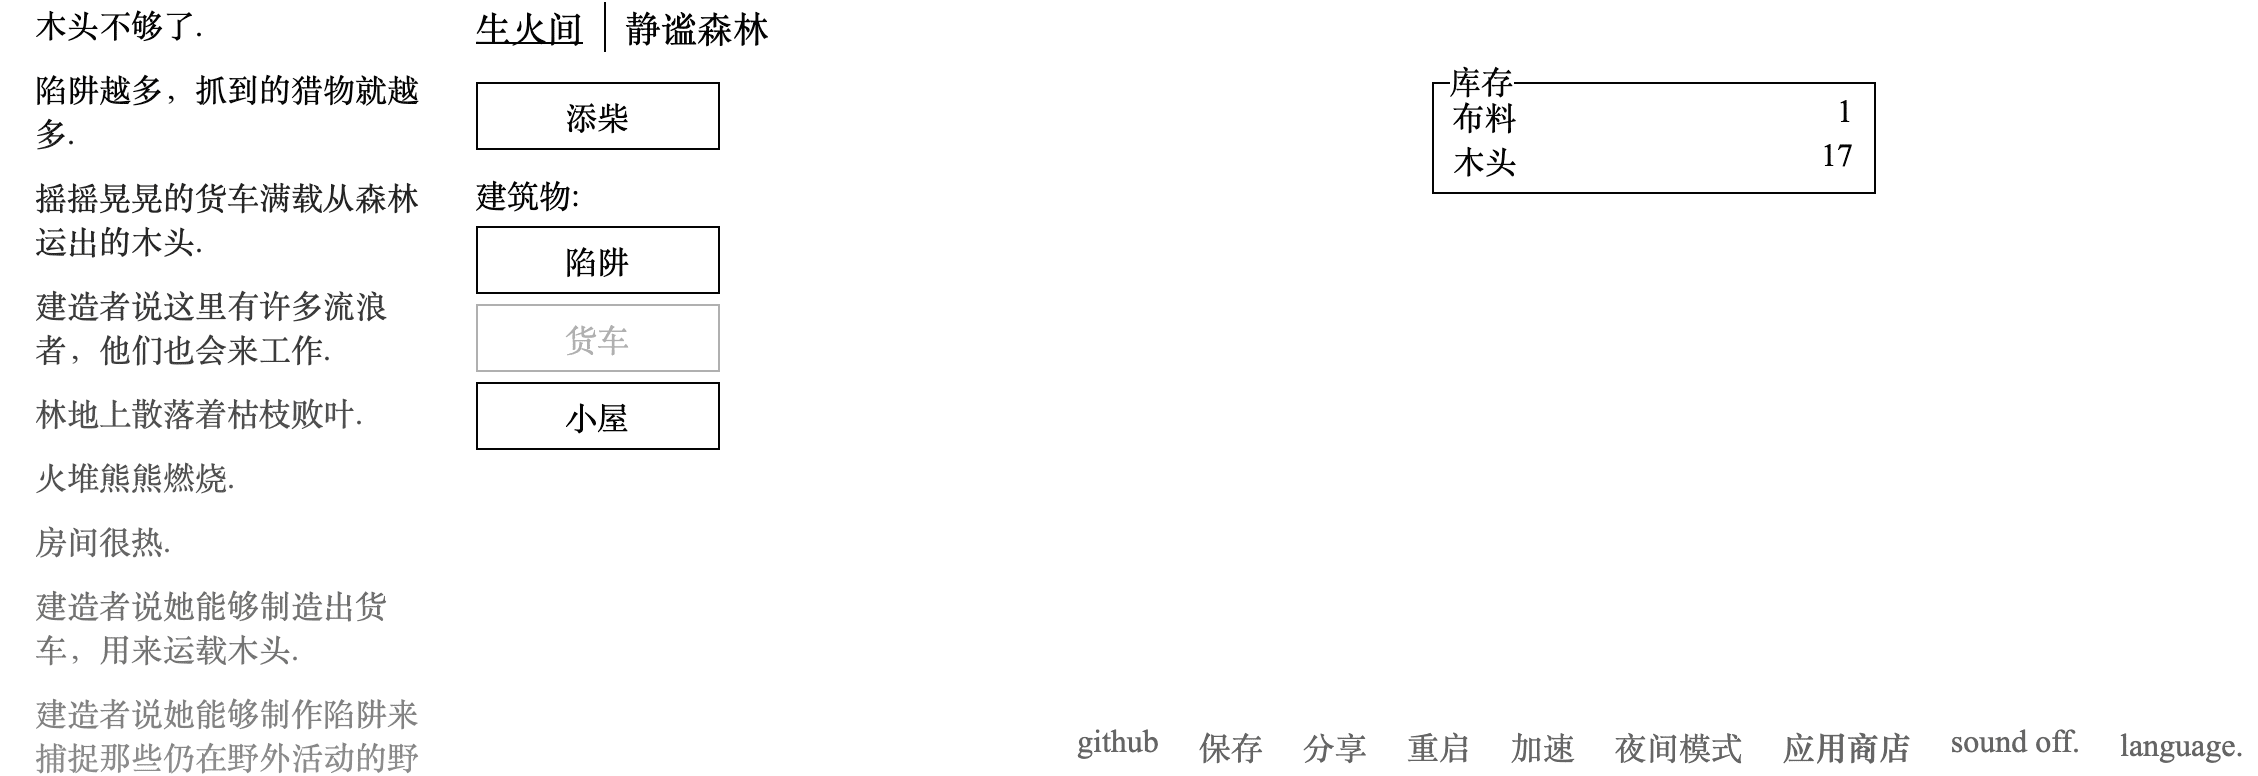 木头不够了.
陷阱越多，抓到的猎物就越
多.
摇摇晃晃的货车满载从森林
运出的木头.
建造者说这里有许多流浪
者，他们也会来工作.
林地上散落着枯枝败叶.
火堆熊熊燃烧.
房间很热.
建造者说她能够制造出货
车，用来运载木头.
建造者说她能够制作陷阱来
捕捉那些仍在野外活动的野
生火间 | 静谧森林
添柴
建筑物:
陷阱
货车
小屋
库存
布料 1
木头 17
github 保存 分享 重启 加速 夜间模式 应用商店 sound off. language.